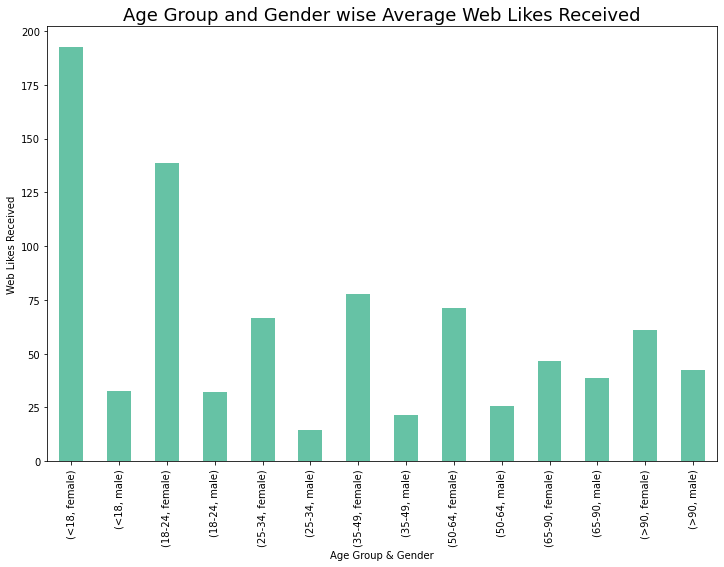 Age Group and Gender wise Average Web Likes Received
200
175
150
125
100
75
50
25
0
Web Likes Received
(<18, female)
(<18, male)
(18-24, female)
(18-24, male)
(25-34, female)
(25-34, male)
(35-49, female)
(35-49, male)
(50-64, female)
(50-64, male)
(65-90, female)
(65-90, male)
(>90, female)
(>90, male)
Age Group & Gender